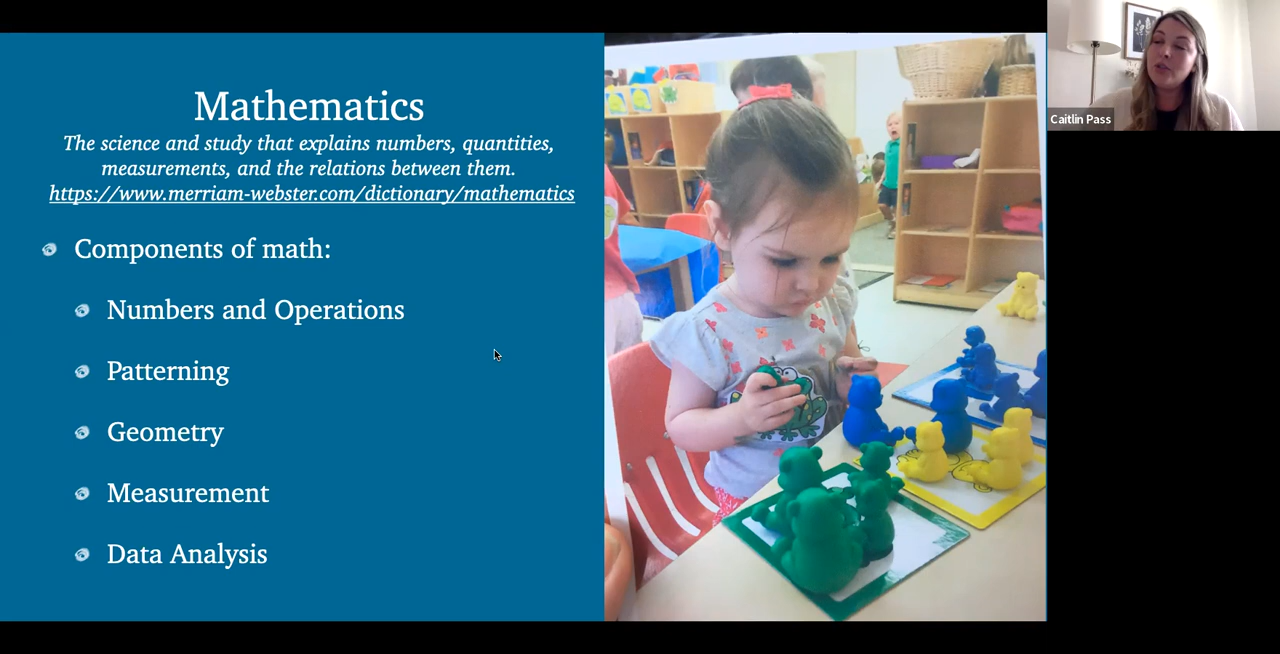 Mathematics
The science and study that explains numbers, quantities,
measurements, and the relations between them.
https://www.merriam-webster.com/dictionary/mathematics
Components of math:
Numbers and Operations
Patterning
Geometry
Measurement
Data Analysis
Caitlin Pass